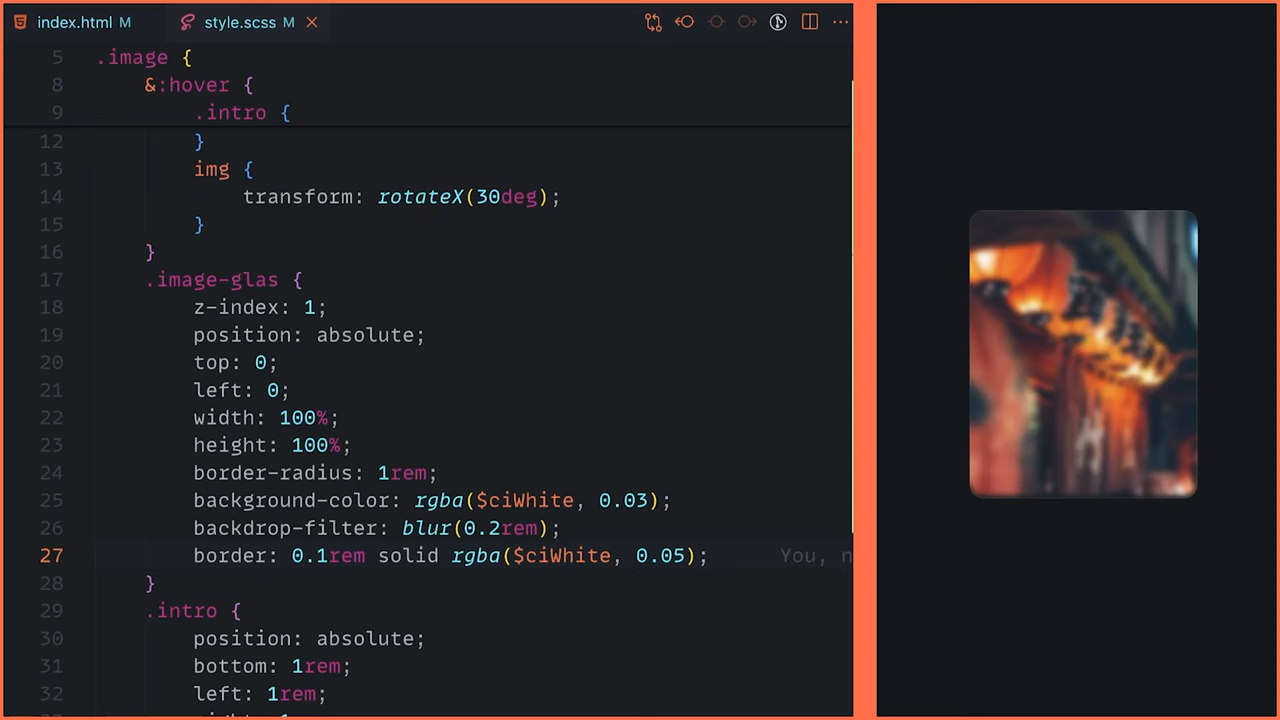 index.html M
style.scss M
5 .image {
8 &:hover {
9 .intro {
12 }
13 img {
14 transform: rotateX(30deg);
15 }
16 }
17 .image-glas {
18 z-index: 1;
19 position: absolute;
20 top: 0;
21 left: 0;
22 width: 100%;
23 height: 100%;
24 border-radius: 1rem;
25 background-color: rgba($ciWhite, 0.03);
26 backdrop-filter: blur(0.2rem);
27 border: 0.1rem solid rgba($ciWhite, 0.05); You, n
28 }
29 .intro {
30 position: absolute;
31 bottom: 1rem;
32 left: 1rem;